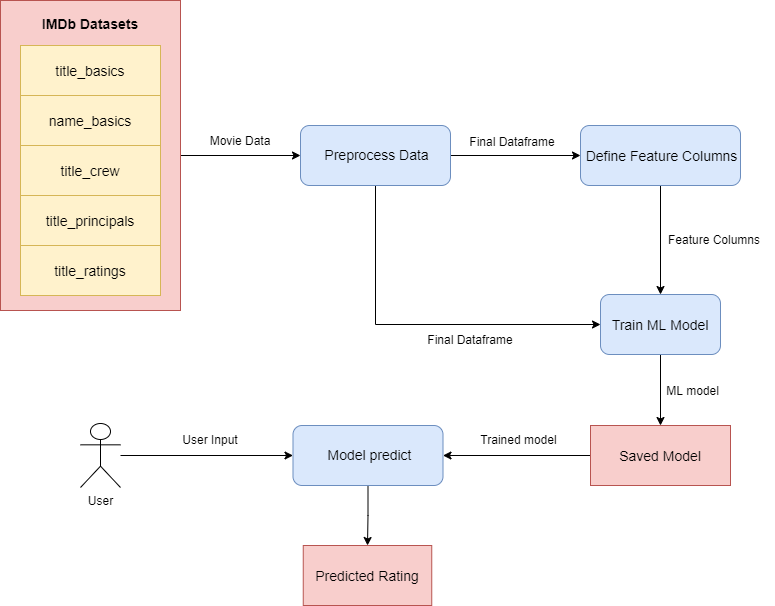 IMDb Datasets
title_basics
name_basics
title_crew
title_principals
title_ratings
Movie Data
Preprocess Data
Final Dataframe
Define Feature Columns
Feature Columns
Final Dataframe
Train ML Model
ML model
User
User Input
Model predict
Trained model
Saved Model
Predicted Rating